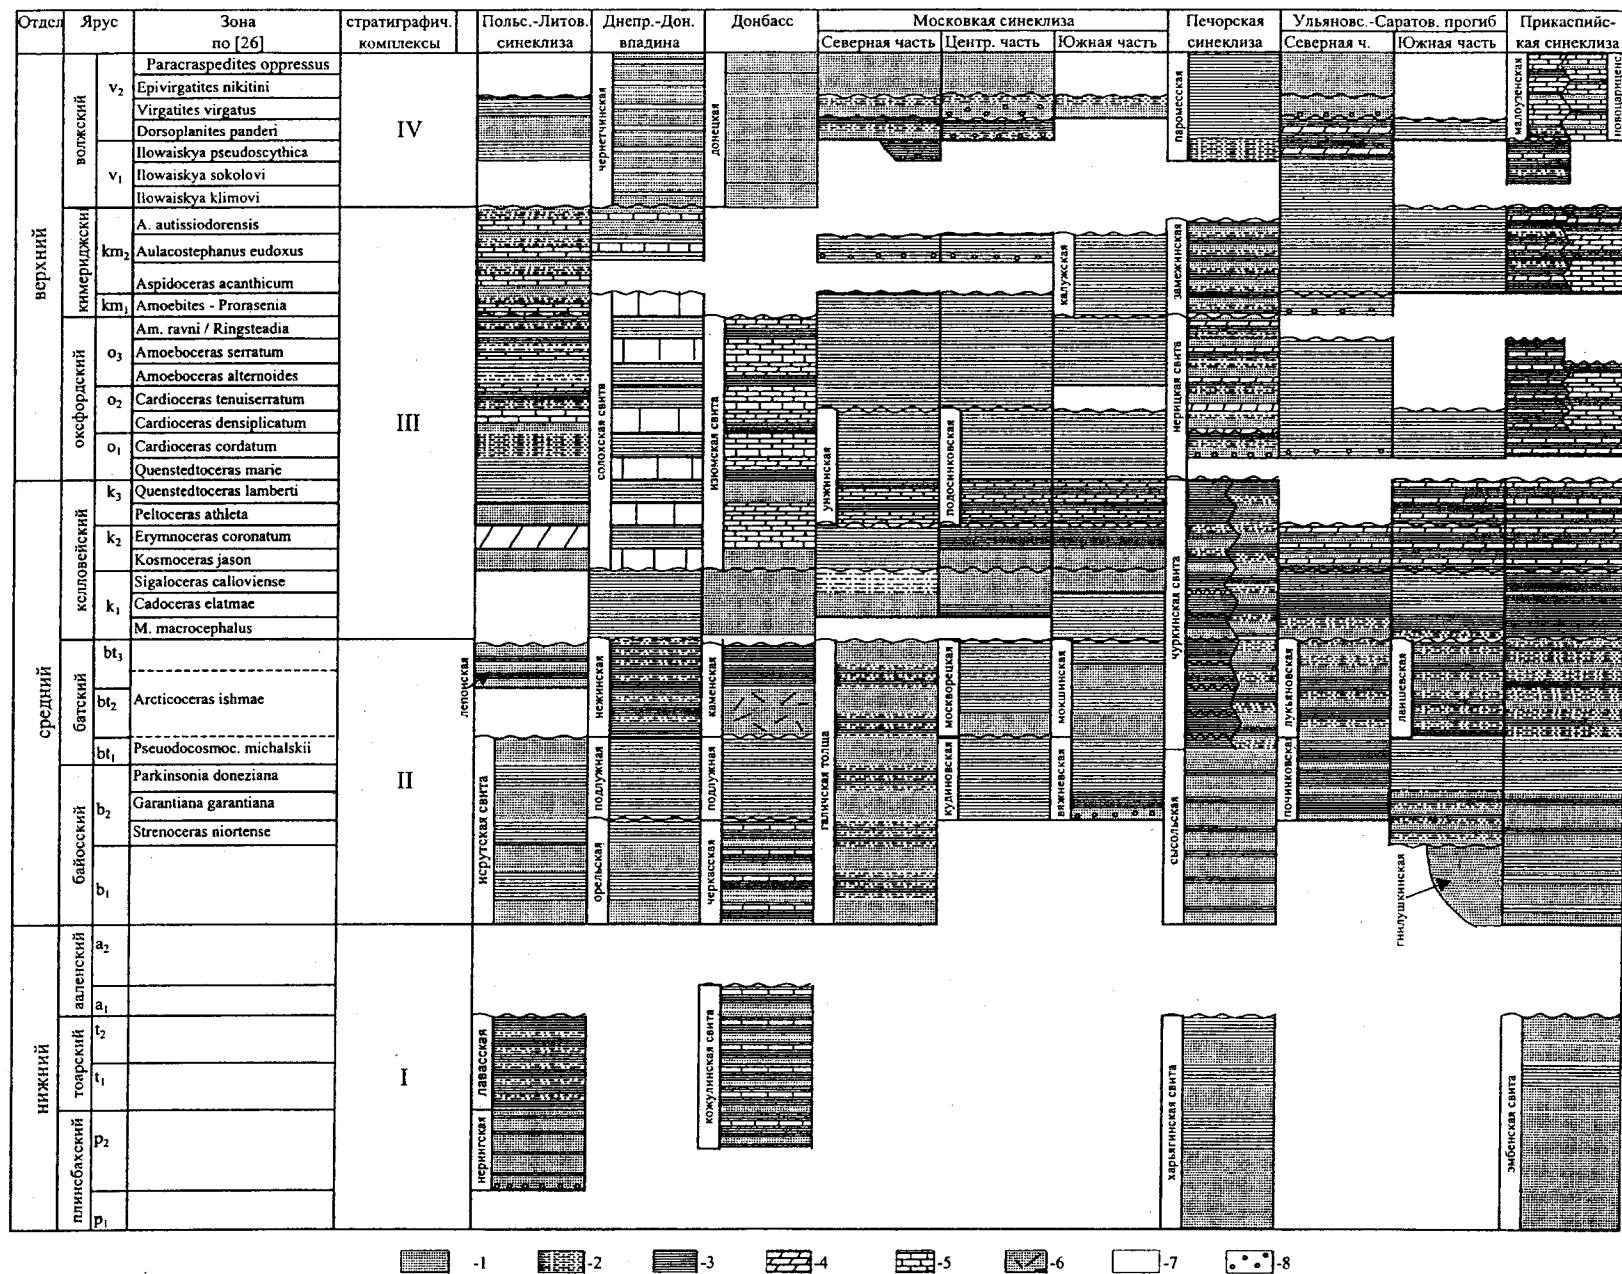 Отдел
Ярус
Зона
по [26]
стратиграфич.
комплексы
Польс.-Литов.
синеклиза
Днепр.-Дон.
впадина
Донбасс
Московкая синеклиза
Северная часть
Центр. часть
Южная часть
Печорская
синеклиза
Ульяновс.-Саратов. прогиб
Северная ч.
Южная часть
Прикаспийс-
кая синеклиза
верхний
средний
нижний
волжский
кимериджский
оксфордский
келловейский
батский
байосский
ааленский
тоарский
плинсбахский
v2
v1
km2
km1
o3
o2
o1
k3
k2
k1
bt3
bt2
bt1
b2
b1
a2
a1
t2
t1
p2
p1
Paracraspedites oppressus
Epivirgatites nikitini
Virgatites virgatus
Dorsoplanites panderi
Ilowaiskya pseudoscythica
Ilowaiskya sokolovi
Ilowaiskya klimovi
A. autissiodorensis
Aulacostephanus eudoxus
Aspidoceras acanthicum
Amoebites - Prorasenia
Am. ravni / Ringsteadia
Amoeboceras serratum
Amoeboceras alternoides
Cardioceras tenuiserratum
Cardioceras densiplicatum
Cardioceras cordatum
Quenstedtoceras marie
Quenstedtoceras lamberti
Peltoceras athleta
Erymnoceras coronatum
Kosmoceras jason
Sigaloceras calloviense
Cadoceras elatmae
M. macrocephalus
Arcticoceras ishmae
Pseuodocosmoc. michalskii
Parkinsonia doneziana
Garantiana garantiana
Strenoceras niortense
IV
III
II
I
лепонская
исрутская свита
лавасская
нерингская
чернетчинская
солохская свита
нежинская
подлужная
орельская
донецка
изюмская свита
каменская
подлужная
черкасская
кожулинская свита
унжинская
галичская толща
подосинковская
москворецкая
кудиновская
калужская
мокшинская
вяжневская
паромесская
замежинская
нерицкая свита
чуркинская свита
сысольская
харьягинская свита
лукьяновская
починковска
лаишевская
гнилушкинская
малоузенская
эмбенская свита
-1
-2
-3
-4
-5
-6
-7
-8